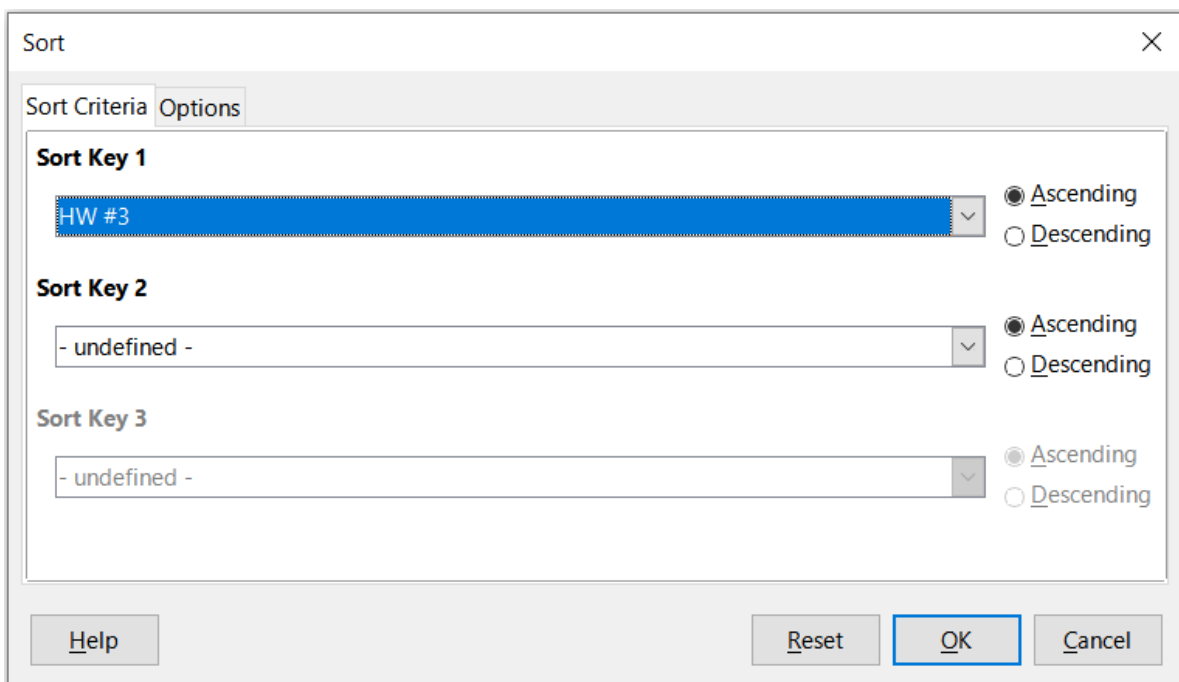 Sort
Sort Criteria Options
Sort Key 1
HW #3
Ascending
Descending
Sort Key 2
- undefined -
Ascending
Descending
Sort Key 3
- undefined -
Ascending
Descending
Help Reset OK Cancel